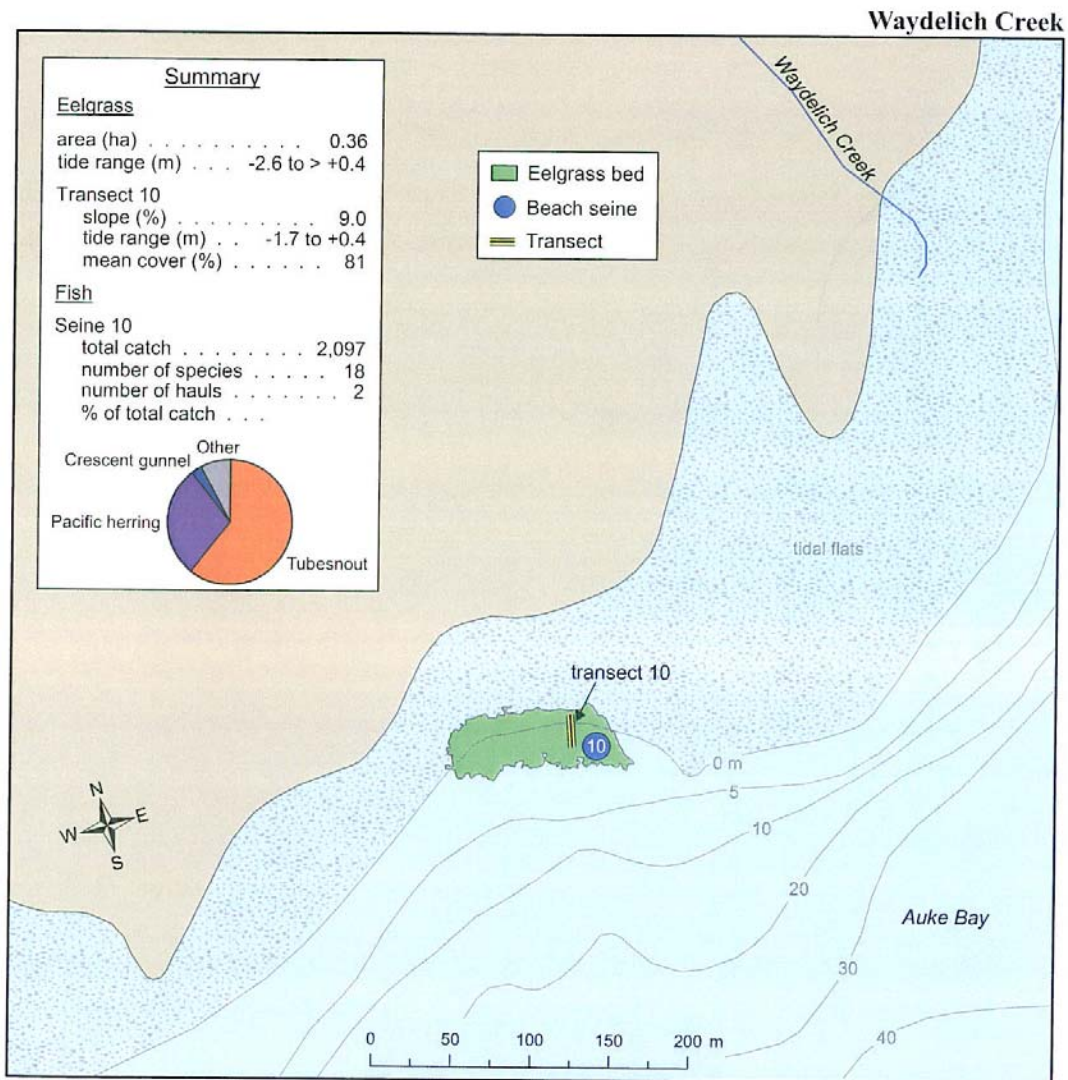 Waydelich Creek
Summary
Eelgrass
area (ha) . . . . . . . . . . . 0.36
tide range (m) . . . -2.6 to > +0.4
Transect 10
slope (%) . . . . . . . . . 9.0
tide range (m) . . -1.7 to +0.4
mean cover (%) . . . . . . 81
Fish
Seine 10
total catch . . . . . . . . 2,097
number of species . . . . . 18
number of hauls . . . . . . . 2
% of total catch . . .
Other
Crescent gunnel
Pacific herring
Tubesnout
Eelgrass bed
Beach seine
Transect
Waydelich Creek
tidal flats
transect 10
10
0 m
5
10
20
30
40
Auke Bay
N
W E
S
0 50 100 150 200 m